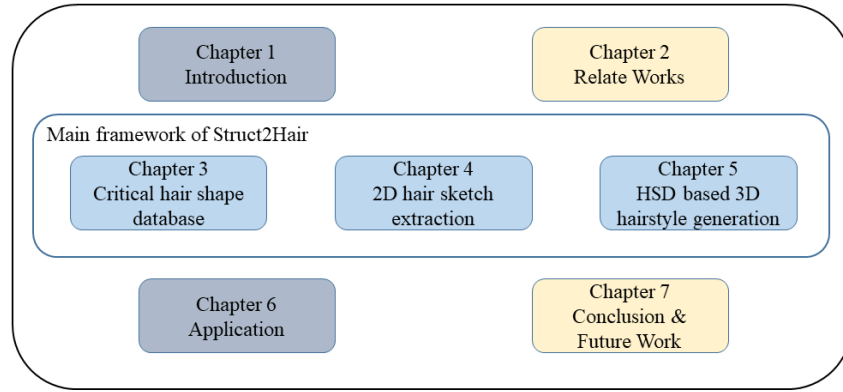 Chapter 1
Introduction
Chapter 2
Relate Works
Main framework of Struct2Hair
Chapter 3
Critical hair shape
database
Chapter 4
2D hair sketch
extraction
Chapter 5
HSD based 3D
hairstyle generation
Chapter 6
Application
Chapter 7
Conclusion &
Future Work